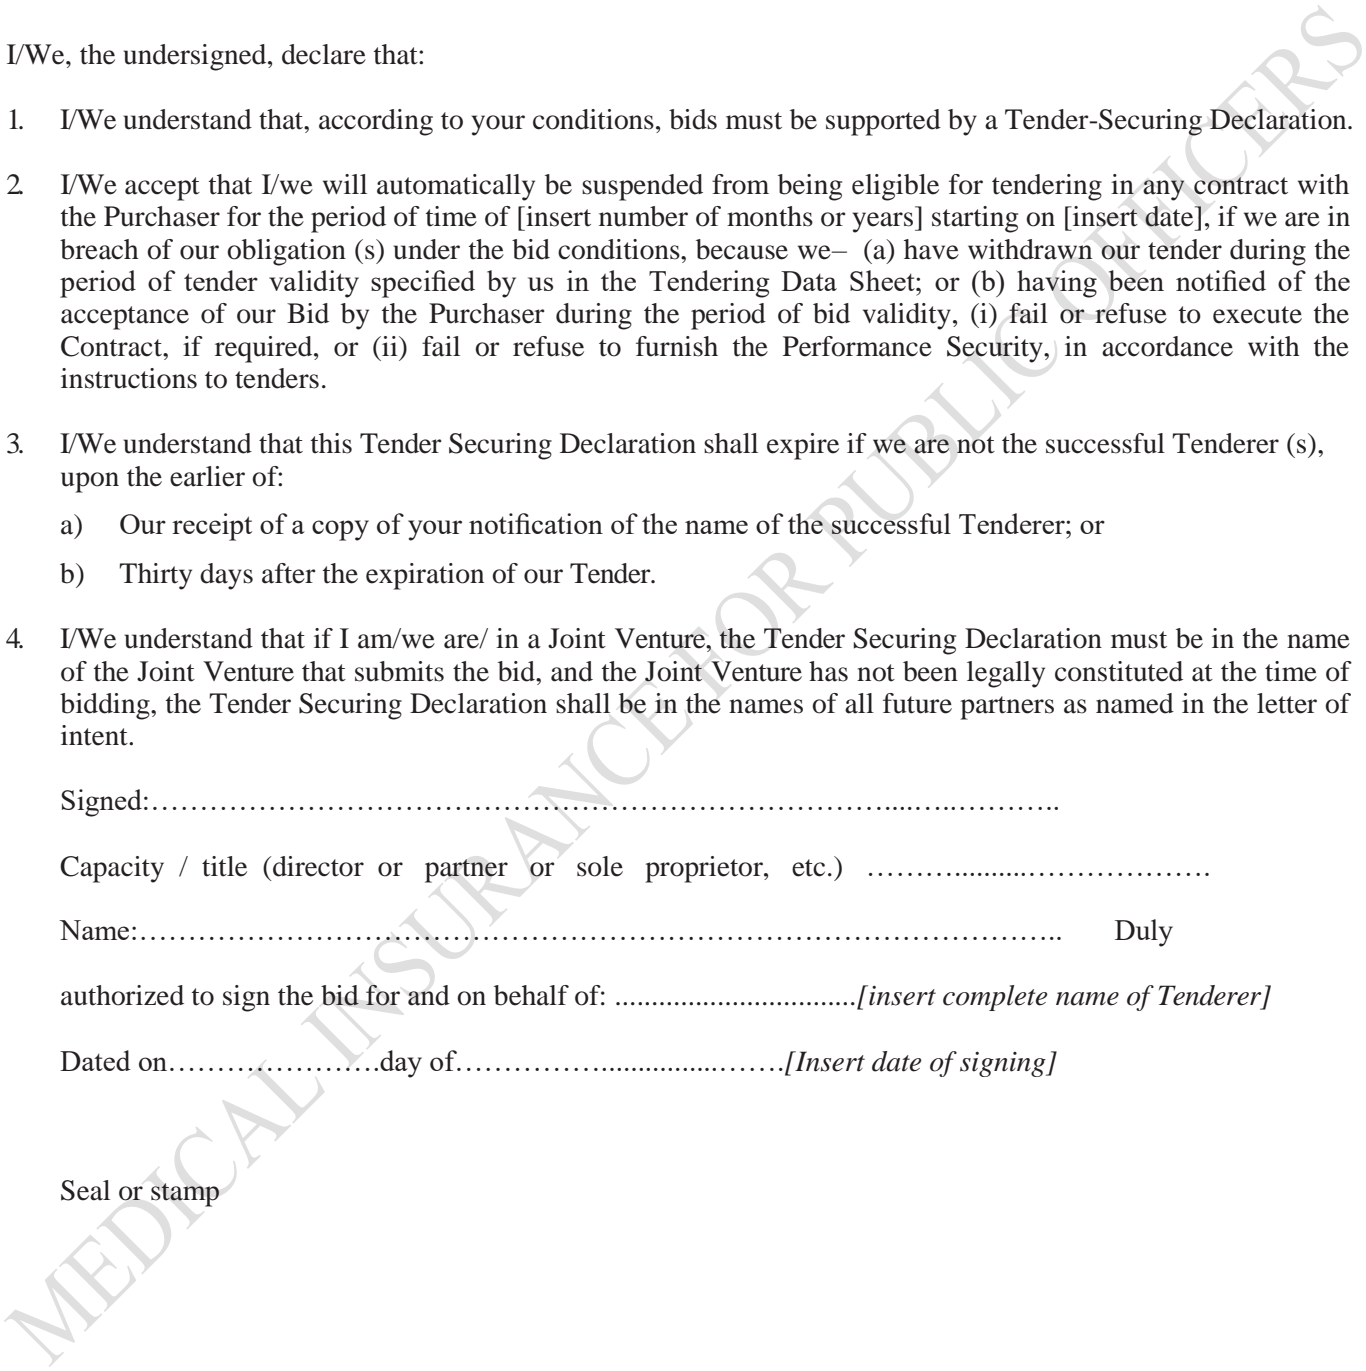 I/We, the undersigned, declare that:
1. I/We understand that, according to your conditions, bids must be supported by a Tender-Securing Declaration.
2. I/We accept that I/we will automatically be suspended from being eligible for tendering in any contract with
the Purchaser for the period of time of [insert number of months or years] starting on [insert date], if we are in
breach of our obligation (s) under the bid conditions, because we– (a) have withdrawn our tender during the
period of tender validity specified by us in the Tendering Data Sheet; or (b) having been notified of the
acceptance of our Bid by the Purchaser during the period of bid validity, (i) fail or refuse to execute the
Contract, if required, or (ii) fail or refuse to furnish the Performance Security, in accordance with the
instructions to tenders.
3. I/We understand that this Tender Securing Declaration shall expire if we are not the successful Tenderer (s),
upon the earlier of:
a) Our receipt of a copy of your notification of the name of the successful Tenderer; or
b) Thirty days after the expiration of our Tender.
4. I/We understand that if I am/we are/ in a Joint Venture, the Tender Securing Declaration must be in the name
of the Joint Venture that submits the bid, and the Joint Venture has not been legally constituted at the time of
bidding, the Tender Securing Declaration shall be in the names of all future partners as named in the letter of
intent.
Signed:…………………………………………………………………...…..………..
Capacity / title (director or partner or sole proprietor, etc.) ………..........……………….
Name:………………………………………………………………………………….. Duly
authorized to sign the bid for and on behalf of: .................................[insert complete name of Tenderer]
Dated on………………….day of……………................…….[Insert date of signing]
Seal or stamp
MEDICAL INSURANCE FOR PUBLIC OFFICERS